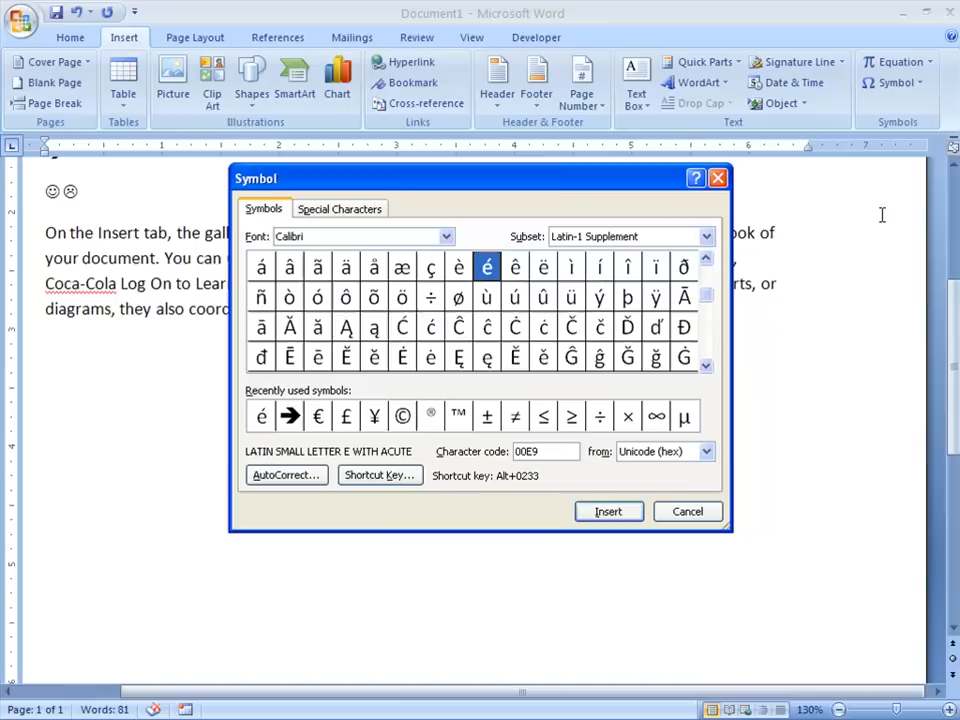 Document1 - Microsoft Word
Home Insert Page Layout References Mailings Review View Developer
Cover Page
Blank Page
Page Break
Pages
Table
Tables
Picture
Clip Art
Shapes
SmartArt
Chart
Illustrations
Hyperlink
Bookmark
Cross-reference
Links
Header
Footer
Page Number
Header & Footer
Text Box
Quick Parts
WordArt
Drop Cap
Signature Line
Date & Time
Object
Text
π Equation
Ω Symbol
Symbols
L 1 2 3 4 5 7
☺☹
On the Insert tab, the gall ook of
your document. You can u
Coca-Cola Log On to Lear rts, or
diagrams, they also coord
Symbol
Symbols Special Characters
Font: Calibri Subset: Latin-1 Supplement
á â ã ä å æ ç è é ê ë ì í î ï ð
ñ ò ó ô õ ö ÷ ø ù ú û ü ý þ ÿ Ā
ā Ă ă Ą ą Ć ć Ĉ ĉ Ċ ċ Č č Ď ď Đ
đ Ē ē Ĕ ĕ Ė ė Ę ę Ě ě Ĝ ĝ Ğ ğ Ġ
Recently used symbols:
é ➔ € £ ¥ © ® ™ ± ≠ ≤ ≥ ÷ × ∞ µ
LATIN SMALL LETTER E WITH ACUTE Character code: 00E9 from: Unicode (hex)
AutoCorrect... Shortcut Key... Shortcut key: Alt+0233
Insert Cancel
Page: 1 of 1 Words: 81 130%